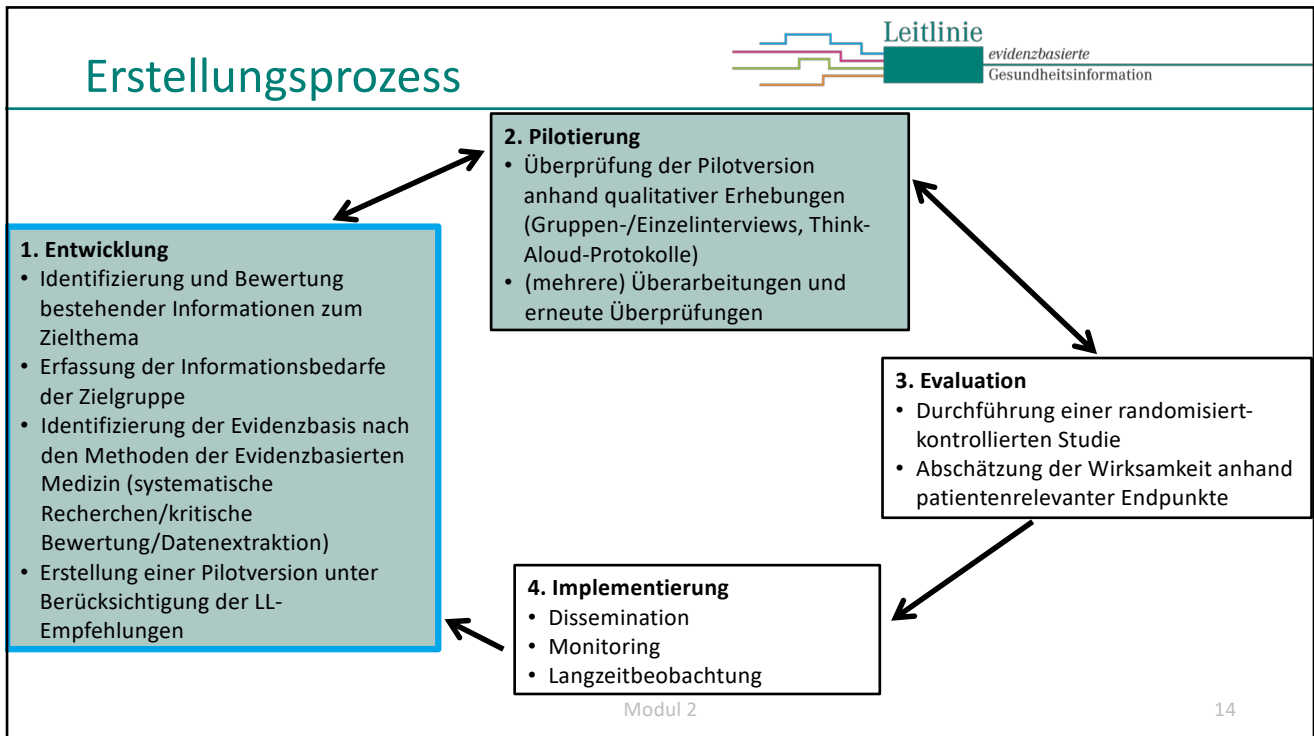 Erstellungsprozess
Leitlinie
evidenzbasierte
Gesundheitsinformation
2. Pilotierung
• Überprüfung der Pilotversion
anhand qualitativer Erhebungen
(Gruppen-/Einzelinterviews, Think-
Aloud-Protokolle)
• (mehrere) Überarbeitungen und
erneute Überprüfungen
1. Entwicklung
• Identifizierung und Bewertung
bestehender Informationen zum
Zielthema
• Erfassung der Informationsbedarfe
der Zielgruppe
• Identifizierung der Evidenzbasis nach
den Methoden der Evidenzbasierten
Medizin (systematische
Recherchen/kritische
Bewertung/Datenextraktion)
• Erstellung einer Pilotversion unter
Berücksichtigung der LL-
Empfehlungen
3. Evaluation
• Durchführung einer randomisiert-
kontrollierten Studie
• Abschätzung der Wirksamkeit anhand
patientenrelevanter Endpunkte
4. Implementierung
• Dissemination
• Monitoring
• Langzeitbeobachtung
Modul 2
14